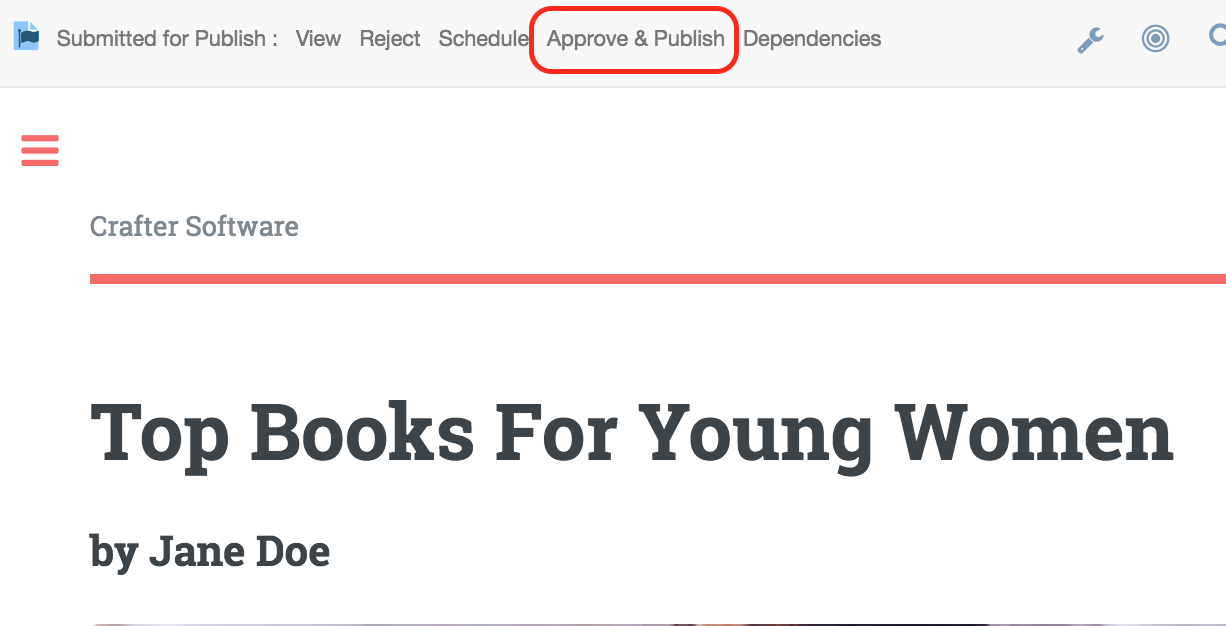 Submitted for Publish : View Reject Schedule Approve & Publish Dependencies
Crafter Software
Top Books For Young Women
by Jane Doe